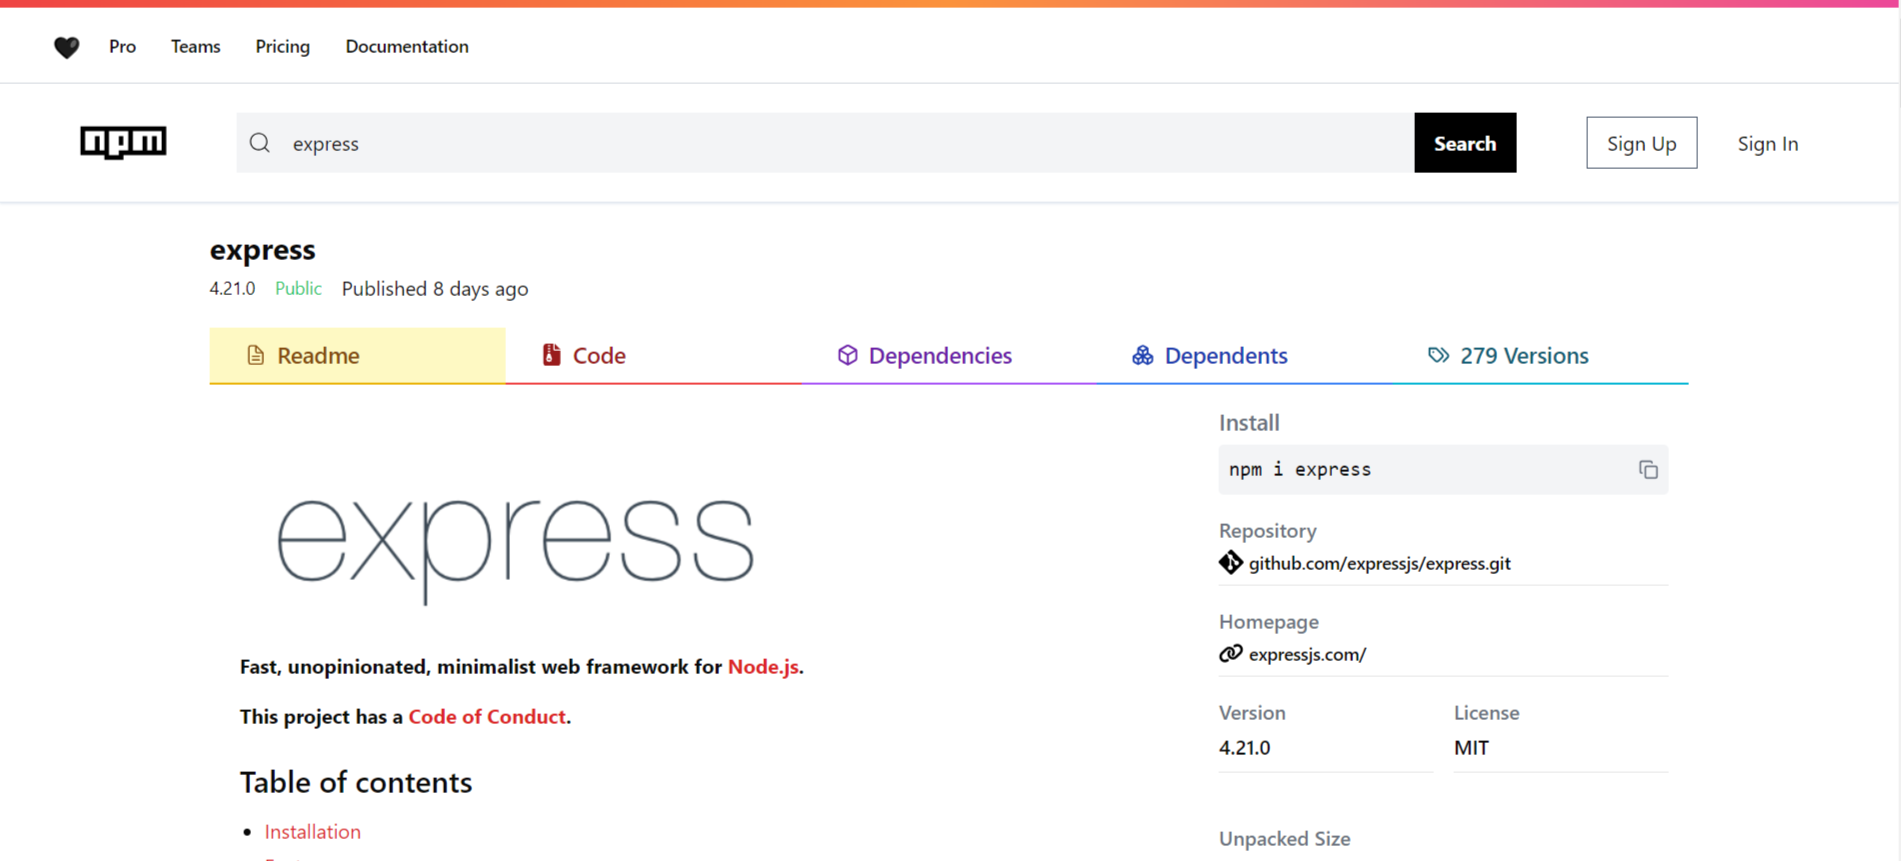 Pro Teams Pricing Documentation
npm express Search Sign Up Sign In
express
4.21.0 Public Published 8 days ago
Readme Code Dependencies Dependents 279 Versions
express
Fast, unopinionated, minimalist web framework for Node.js.
This project has a Code of Conduct.
Table of contents
Installation
Install
npm i express
Repository
github.com/expressjs/express.git
Homepage
expressjs.com/
Version License
4.21.0 MIT
Unpacked Size